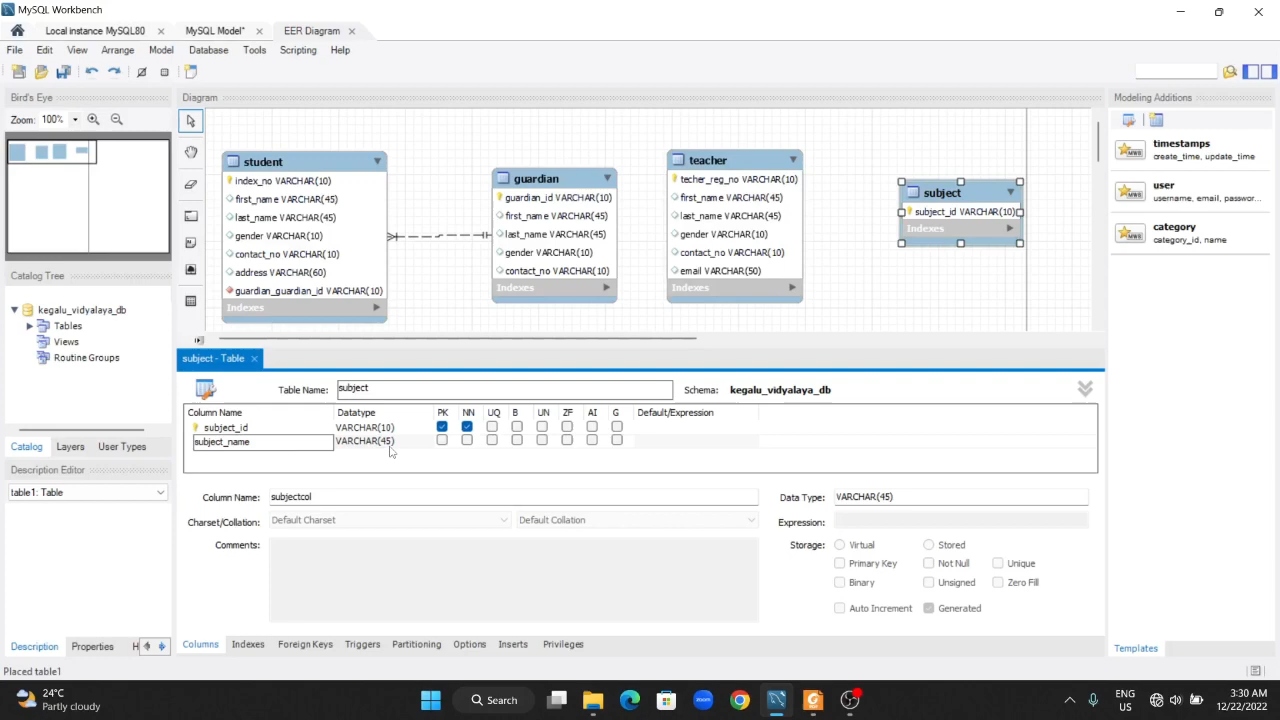 MySQL Workbench
Local instance MySQL80
MySQL Model*
EER Diagram
File Edit View Arrange Model Database Tools Scripting Help
Bird's Eye
Diagram
Modeling Additions
Zoom: 100%
timestamps
create_time, update_time
user
username, email, passwor...
category
category_id, name
student
index_no VARCHAR(10)
first_name VARCHAR(45)
last_name VARCHAR(45)
gender VARCHAR(10)
contact_no VARCHAR(10)
address VARCHAR(60)
guardian_guardian_id VARCHAR(10)
Indexes
guardian
guardian_id VARCHAR(10)
first_name VARCHAR(45)
last_name VARCHAR(45)
gender VARCHAR(10)
contact_no VARCHAR(10)
Indexes
teacher
techer_reg_no VARCHAR(10)
first_name VARCHAR(45)
last_name VARCHAR(45)
gender VARCHAR(10)
contact_no VARCHAR(10)
email VARCHAR(50)
Indexes
subject
subject_id VARCHAR(10)
Indexes
Catalog Tree
kegalu_vidyalaya_db
Tables
Views
Routine Groups
Catalog Layers User Types
Description Editor
table1: Table
subject - Table
Table Name: subject Schema: kegalu_vidyalaya_db
Column Name Datatype PK NN UQ B UN ZF AI G Default/Expression
subject_id VARCHAR(10)
subject_name VARCHAR(45)
Column Name: subjectcol Data Type: VARCHAR(45)
Charset/Collation: Default Charset Default Collation Expression:
Comments: Storage: Virtual Stored
Primary Key Not Null Unique
Binary Unsigned Zero Fill
Auto Increment Generated
Columns Indexes Foreign Keys Triggers Partitioning Options Inserts Privileges
Description Properties H
Templates
Placed table1
24°C
Partly cloudy
Search
zoom
ENG
US
3:30 AM
12/22/2022